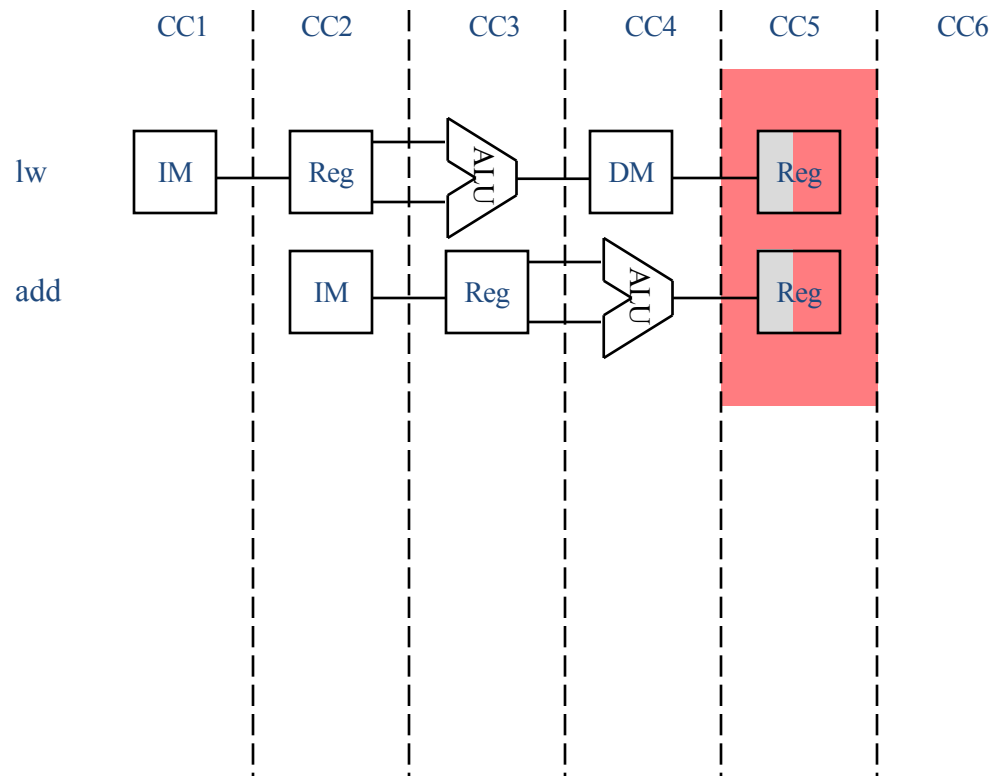 CC1 CC2 CC3 CC4 CC5 CC6
lw IM Reg ALU DM Reg
add IM Reg ALU Reg